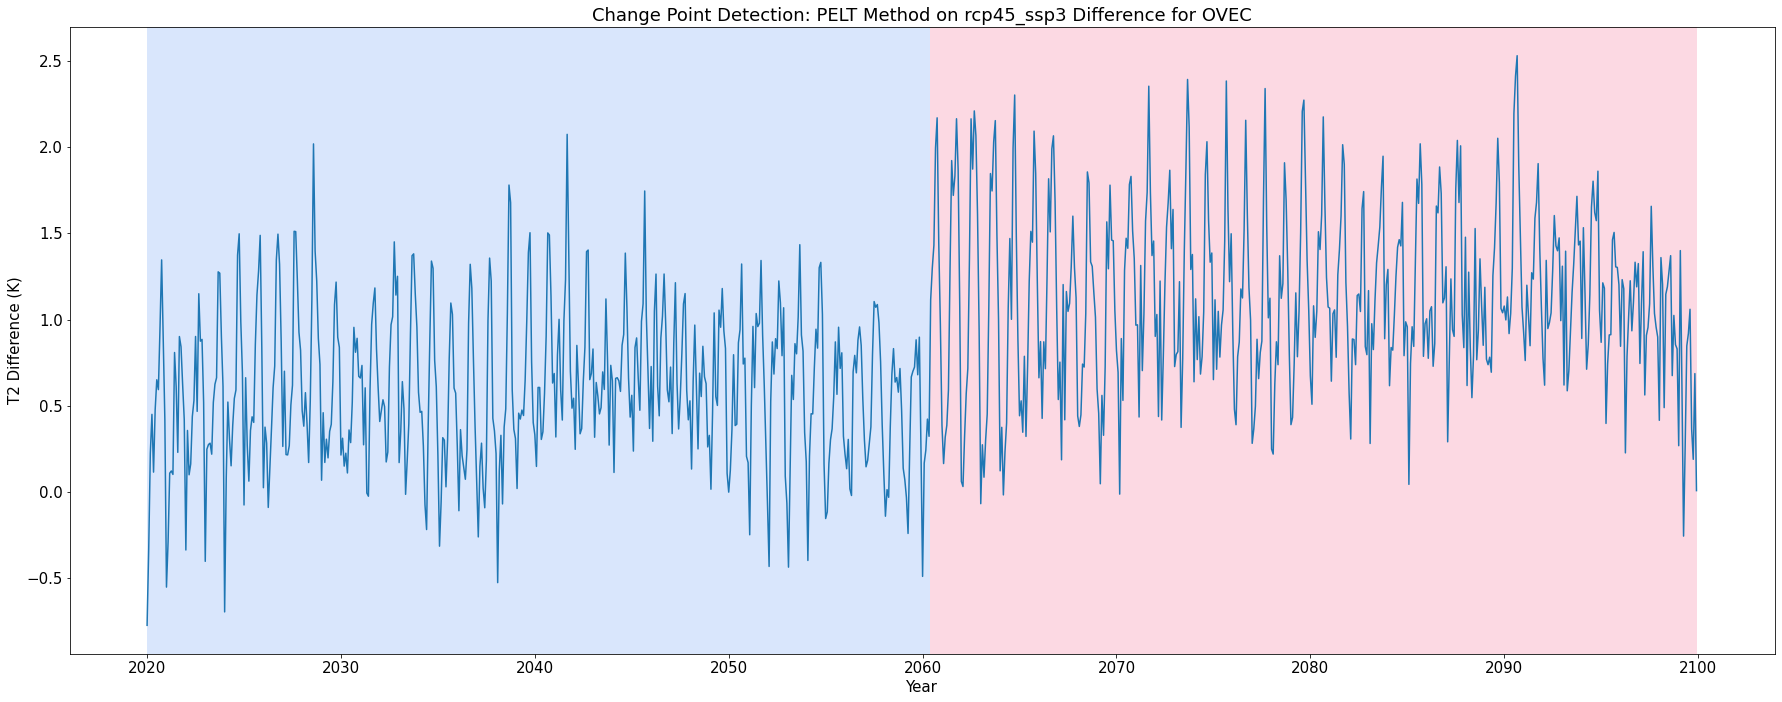 Change Point Detection: PELT Method on rcp45_ssp3 Difference for OVEC
T2 Difference (K)
2.5
2.0
1.5
1.0
0.5
0.0
−0.5
2020 2030 2040 2050 2060 2070 2080 2090 2100
Year